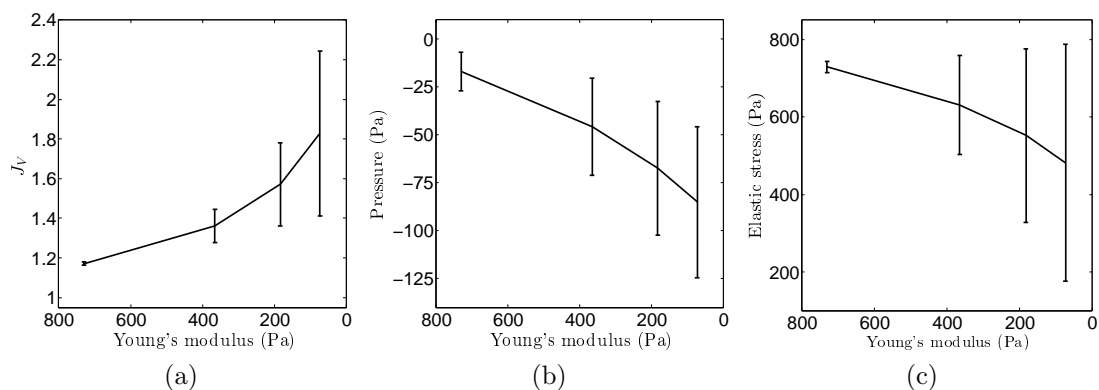 2.4
2.2
2
1.8
1.6
1.4
1.2
1
J_V
800 600 400 200 0
Young's modulus (Pa)
(a)
0
−25
−50
−75
−100
−125
Pressure (Pa)
800 600 400 200 0
Young's modulus (Pa)
(b)
800
600
400
200
Elastic stress (Pa)
800 600 400 200 0
Young's modulus (Pa)
(c)